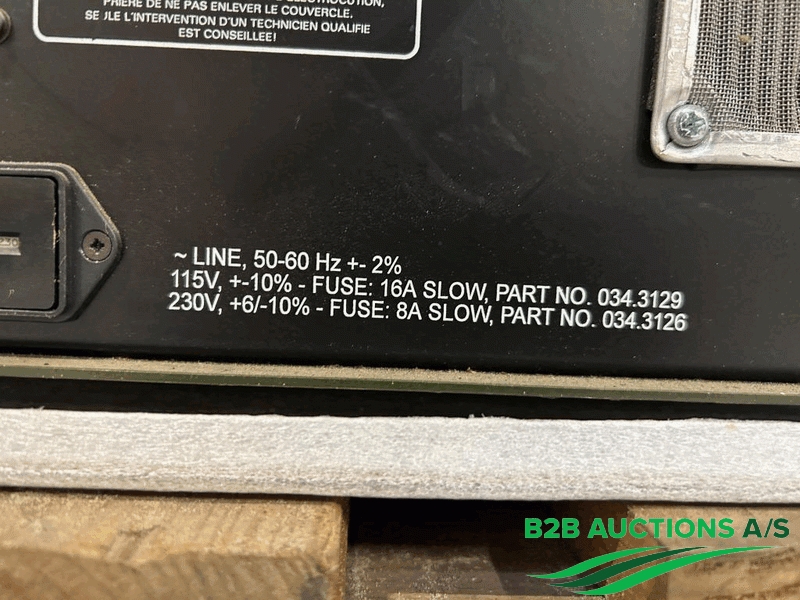 PRIÈRE DE NE PAS ENLEVER LE COUVERCLE.
SEULE L'INTERVENTION D'UN TECHNICIEN QUALIFIE
EST CONSEILLEE!
~ LINE, 50-60 Hz +- 2%
115V, +-10% - FUSE: 16A SLOW, PART NO. 034.3129
230V, +6/-10% - FUSE: 8A SLOW, PART NO. 034.3126
B2B AUCTIONS A/S